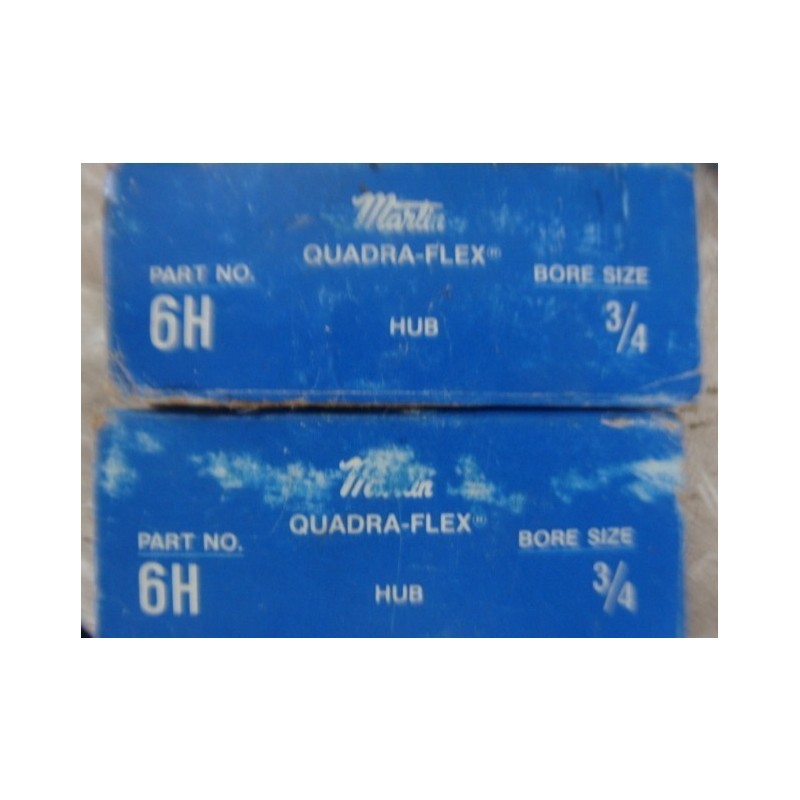 Martin
QUADRA-FLEX®
PART NO.
BORE SIZE
6H
HUB
3/4
Martin
QUADRA-FLEX®
PART NO.
BORE SIZE
6H
HUB
3/4